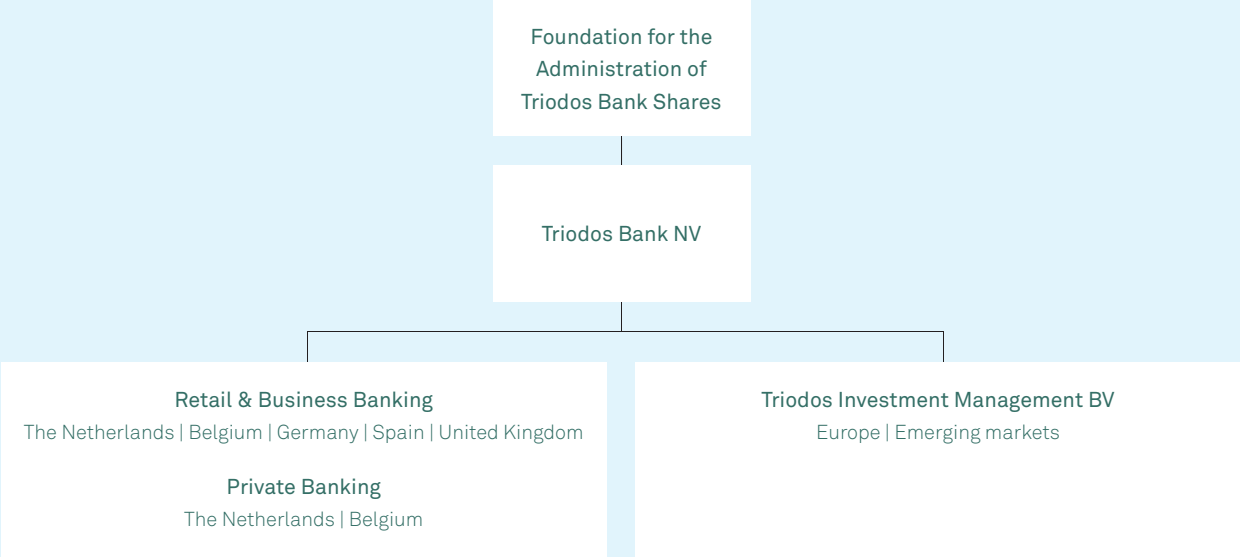 Foundation for the
Administration of
Triodos Bank Shares
Triodos Bank NV
Retail & Business Banking
The Netherlands | Belgium | Germany | Spain | United Kingdom
Private Banking
The Netherlands | Belgium
Triodos Investment Management BV
Europe | Emerging markets